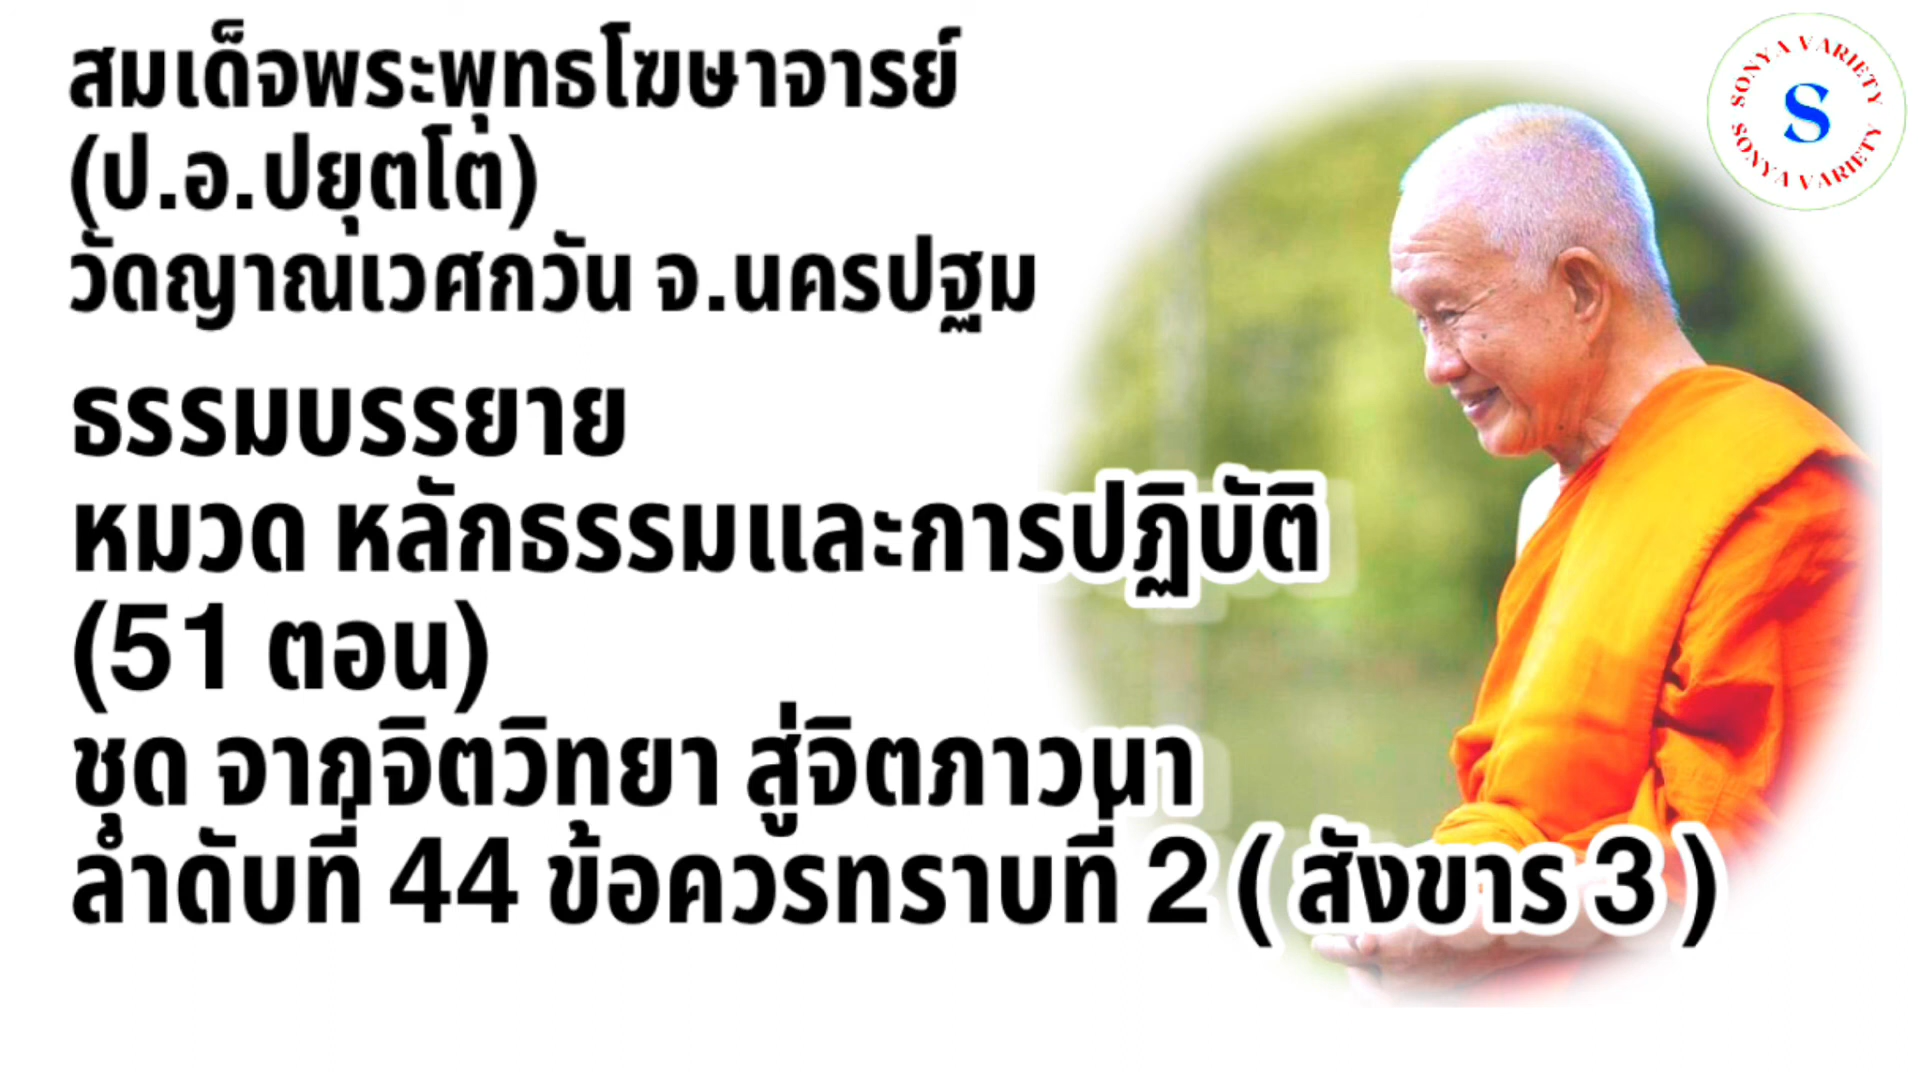 สมเด็จพระพุทธโฆษาจารย์
(ป.อ.ปยุตโต)
วัดญาณเวศกวัน จ.นครปฐม
ธรรมบรรยาย
หมวด หลักธรรมและการปฏิบัติ
(51 ตอน)
ชุด จากจิตวิทยา สู่จิตภาวนา
ลำดับที่ 44 ข้อควรทราบที่ 2 ( สังขาร 3 )
SONYA VARIETY
S
SONYA VARIETY